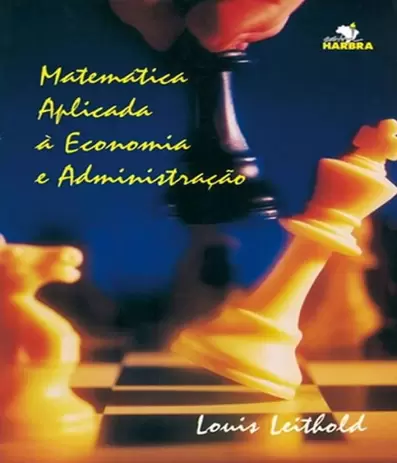 HARBRA
Matemática
Aplicada
à Economia
e Administração
Louis Leithold